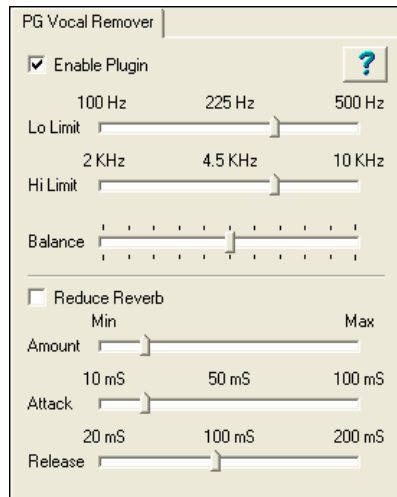 PG Vocal Remover
Enable Plugin
?
100 Hz 225 Hz 500 Hz
Lo Limit
2 KHz 4.5 KHz 10 KHz
Hi Limit
Balance
Reduce Reverb
Min Max
Amount
10 mS 50 mS 100 mS
Attack
20 mS 100 mS 200 mS
Release